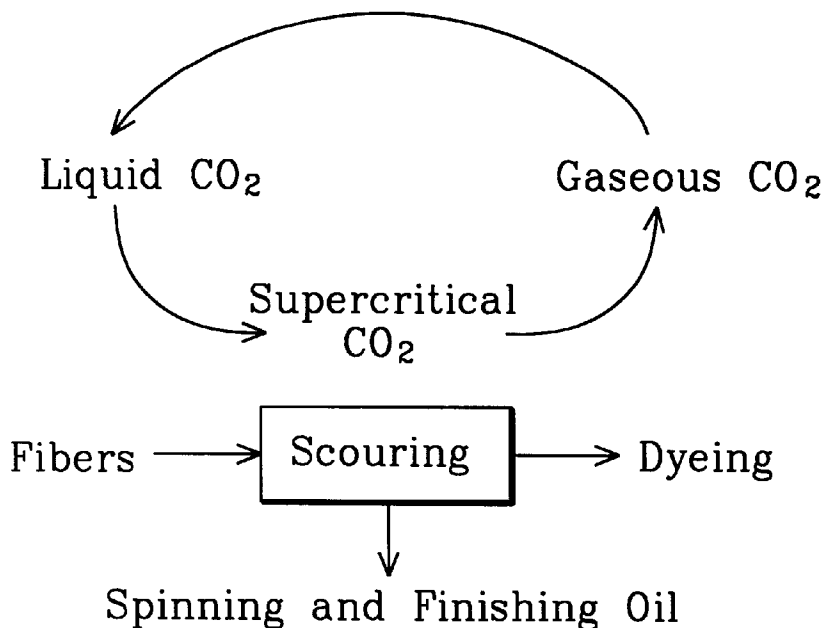 Liquid CO₂
Gaseous CO₂
Supercritical
CO₂
Fibers
Scouring
Dyeing
Spinning and Finishing Oil